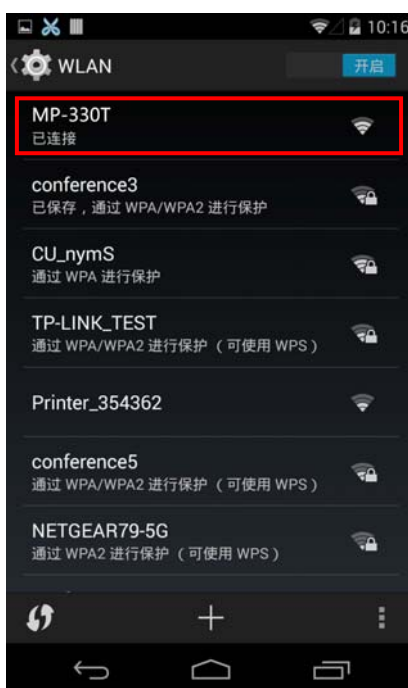 10:16
WLAN
开启
MP-330T
已连接
conference3
已保存，通过 WPA/WPA2 进行保护
CU_nymS
通过 WPA 进行保护
TP-LINK_TEST
通过 WPA/WPA2 进行保护 （可使用 WPS）
Printer_354362
conference5
通过 WPA/WPA2 进行保护 （可使用 WPS）
NETGEAR79-5G
通过 WPA2 进行保护 （可使用 WPS）